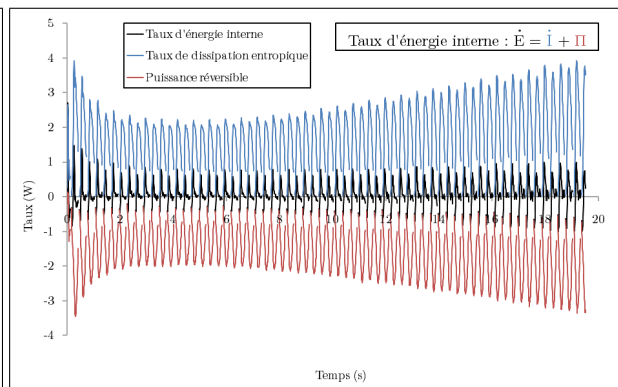 Taux d'énergie interne
Taux de dissipation entropique
Puissance réversible
Taux d'énergie interne : Ė = İ + Π
Taux (W)
5
4
3
2
1
0
-1
-2
-3
-4
0 2 4 6 8 10 12 14 16 18 20
Temps (s)